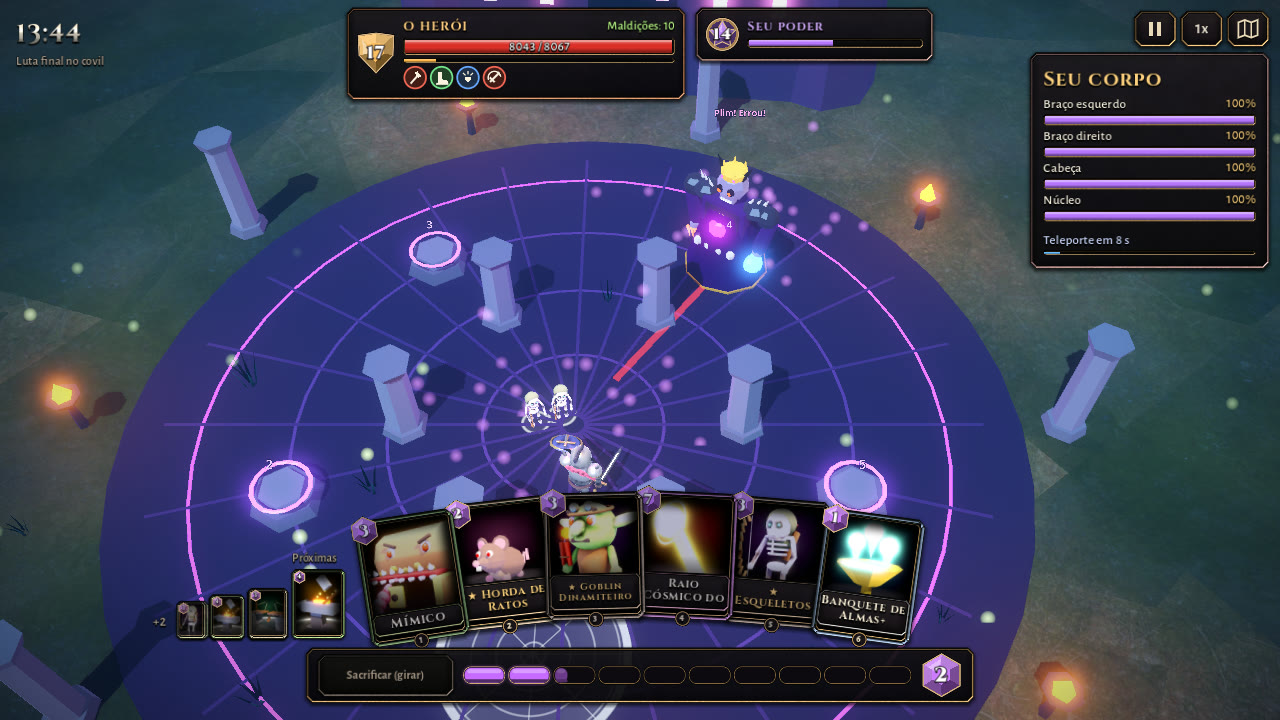 13:44
Luta final no covil
17
O HERÓI
Maldições: 10
8043 / 8067
14
SEU PODER
1x
SEU CORPO
Braço esquerdo 100%
Braço direito 100%
Cabeça 100%
Núcleo 100%
Teleporte em 8 s
Plim! Errou!
3
4
2
5
Próximas
+2
3
MÍMICO
1
2
★ HORDA DE RATOS
2
3
★ GOBLIN DINAMITEIRO
3
7
RAIO CÓSMICO DO
4
3
★ ESQUELETOS
5
1
BANQUETE DE ALMAS+
6
Sacrificar (girar)
2